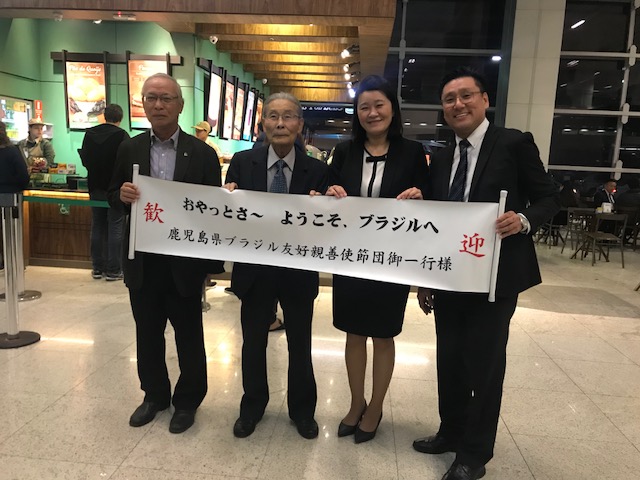 歓
おやっとさ〜　ようこそ、ブラジルへ
鹿児島県ブラジル友好親善使節団御一行様
迎